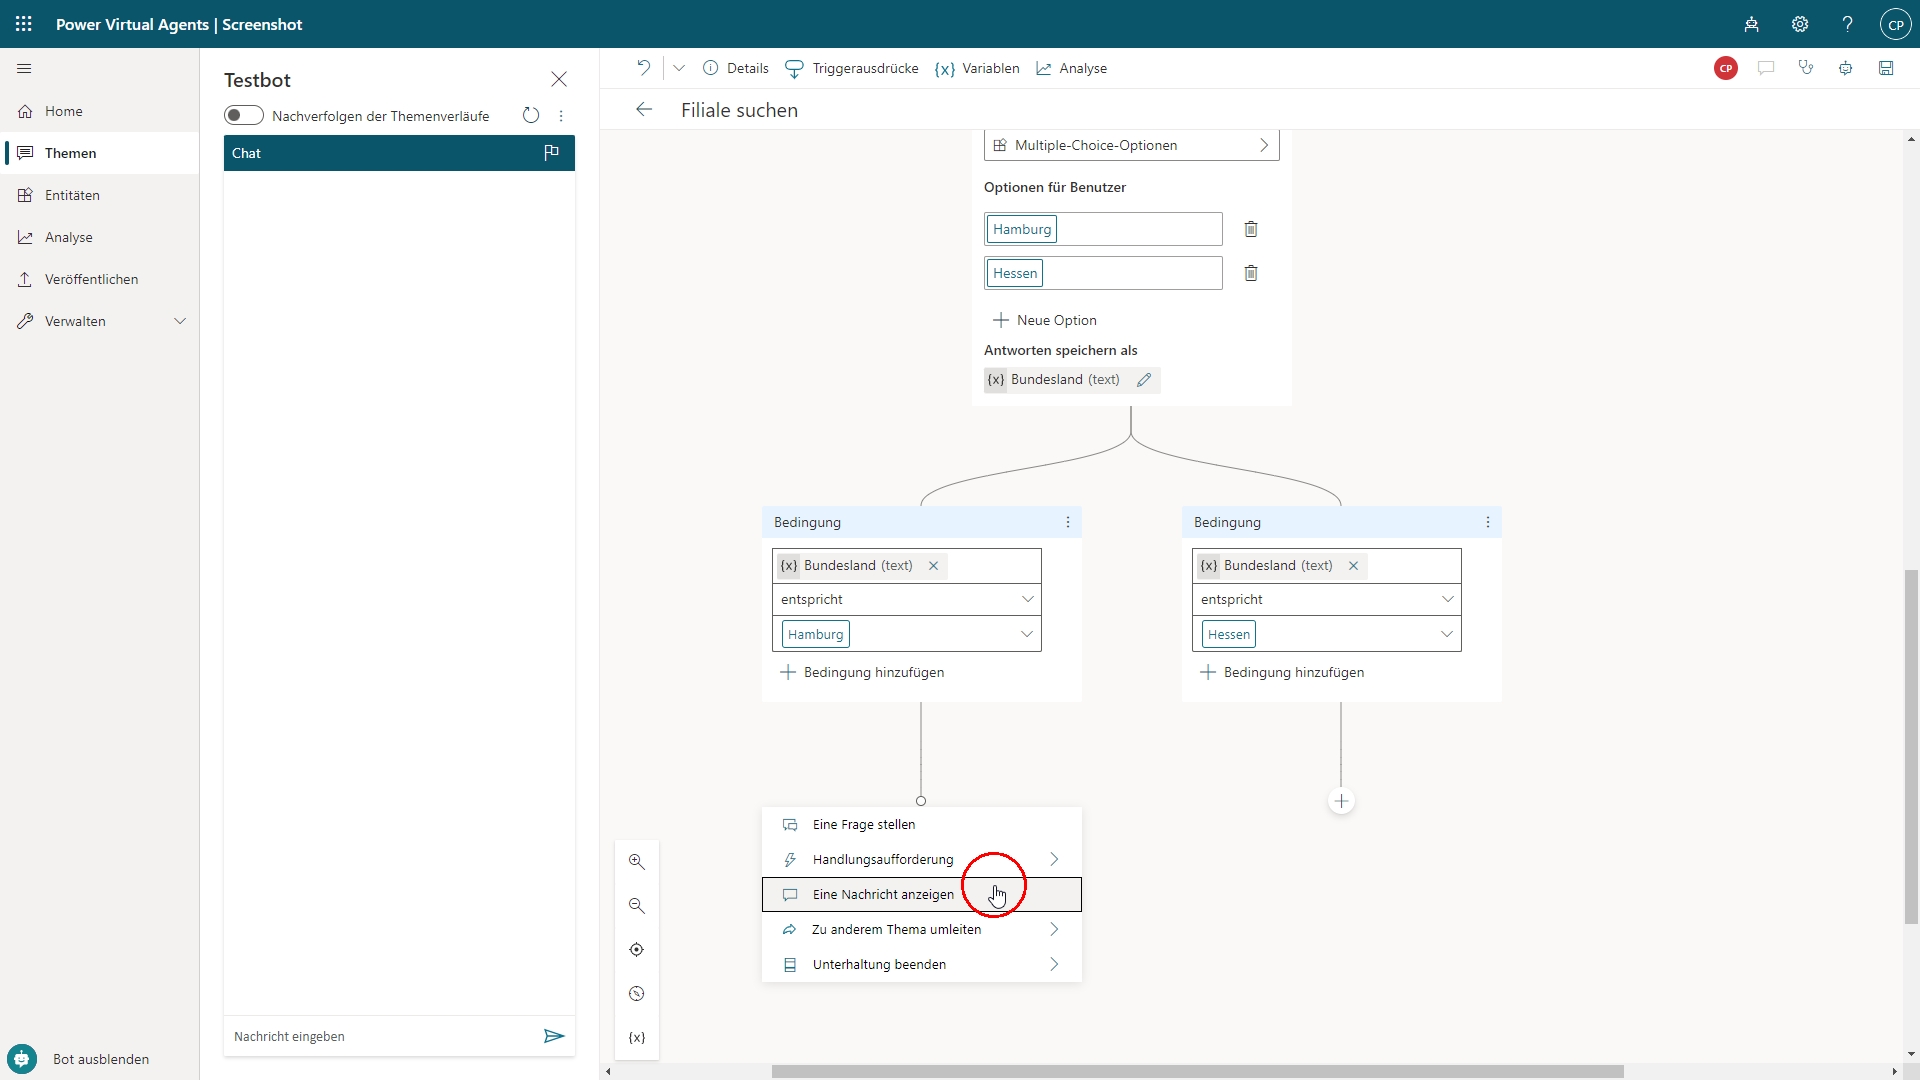 Power Virtual Agents | Screenshot
CP
Home
Themen
Entitäten
Analyse
Veröffentlichen
Verwalten
Bot ausblenden
Testbot
Nachverfolgen der Themenverläufe
Chat
Nachricht eingeben
Details
Triggerausdrücke
{x} Variablen
Analyse
CP
Filiale suchen
Multiple-Choice-Optionen
Optionen für Benutzer
Hamburg
Hessen
Neue Option
Antworten speichern als
{x} Bundesland (text)
Bedingung
{x} Bundesland (text)
entspricht
Hamburg
Bedingung hinzufügen
Bedingung
{x} Bundesland (text)
entspricht
Hessen
Bedingung hinzufügen
Eine Frage stellen
Handlungsaufforderung
Eine Nachricht anzeigen
Zu anderem Thema umleiten
Unterhaltung beenden
{x}